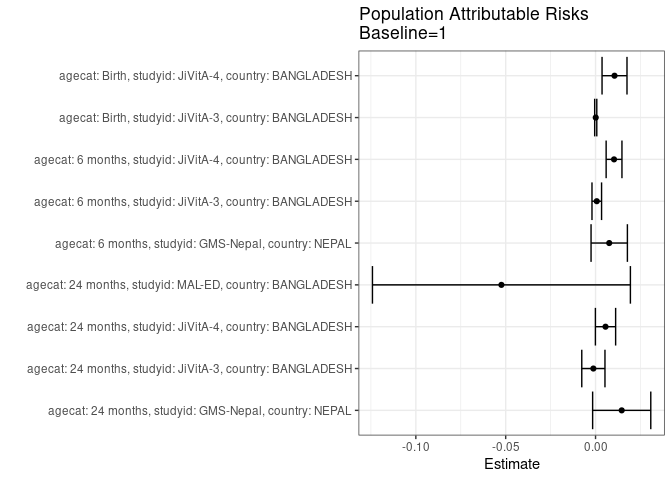 Population Attributable Risks
Baseline=1
agecat: Birth, studyid: JiVitA-4, country: BANGLADESH
agecat: Birth, studyid: JiVitA-3, country: BANGLADESH
agecat: 6 months, studyid: JiVitA-4, country: BANGLADESH
agecat: 6 months, studyid: JiVitA-3, country: BANGLADESH
agecat: 6 months, studyid: GMS-Nepal, country: NEPAL
agecat: 24 months, studyid: MAL-ED, country: BANGLADESH
agecat: 24 months, studyid: JiVitA-4, country: BANGLADESH
agecat: 24 months, studyid: JiVitA-3, country: BANGLADESH
agecat: 24 months, studyid: GMS-Nepal, country: NEPAL
-0.10 -0.05 0.00
Estimate